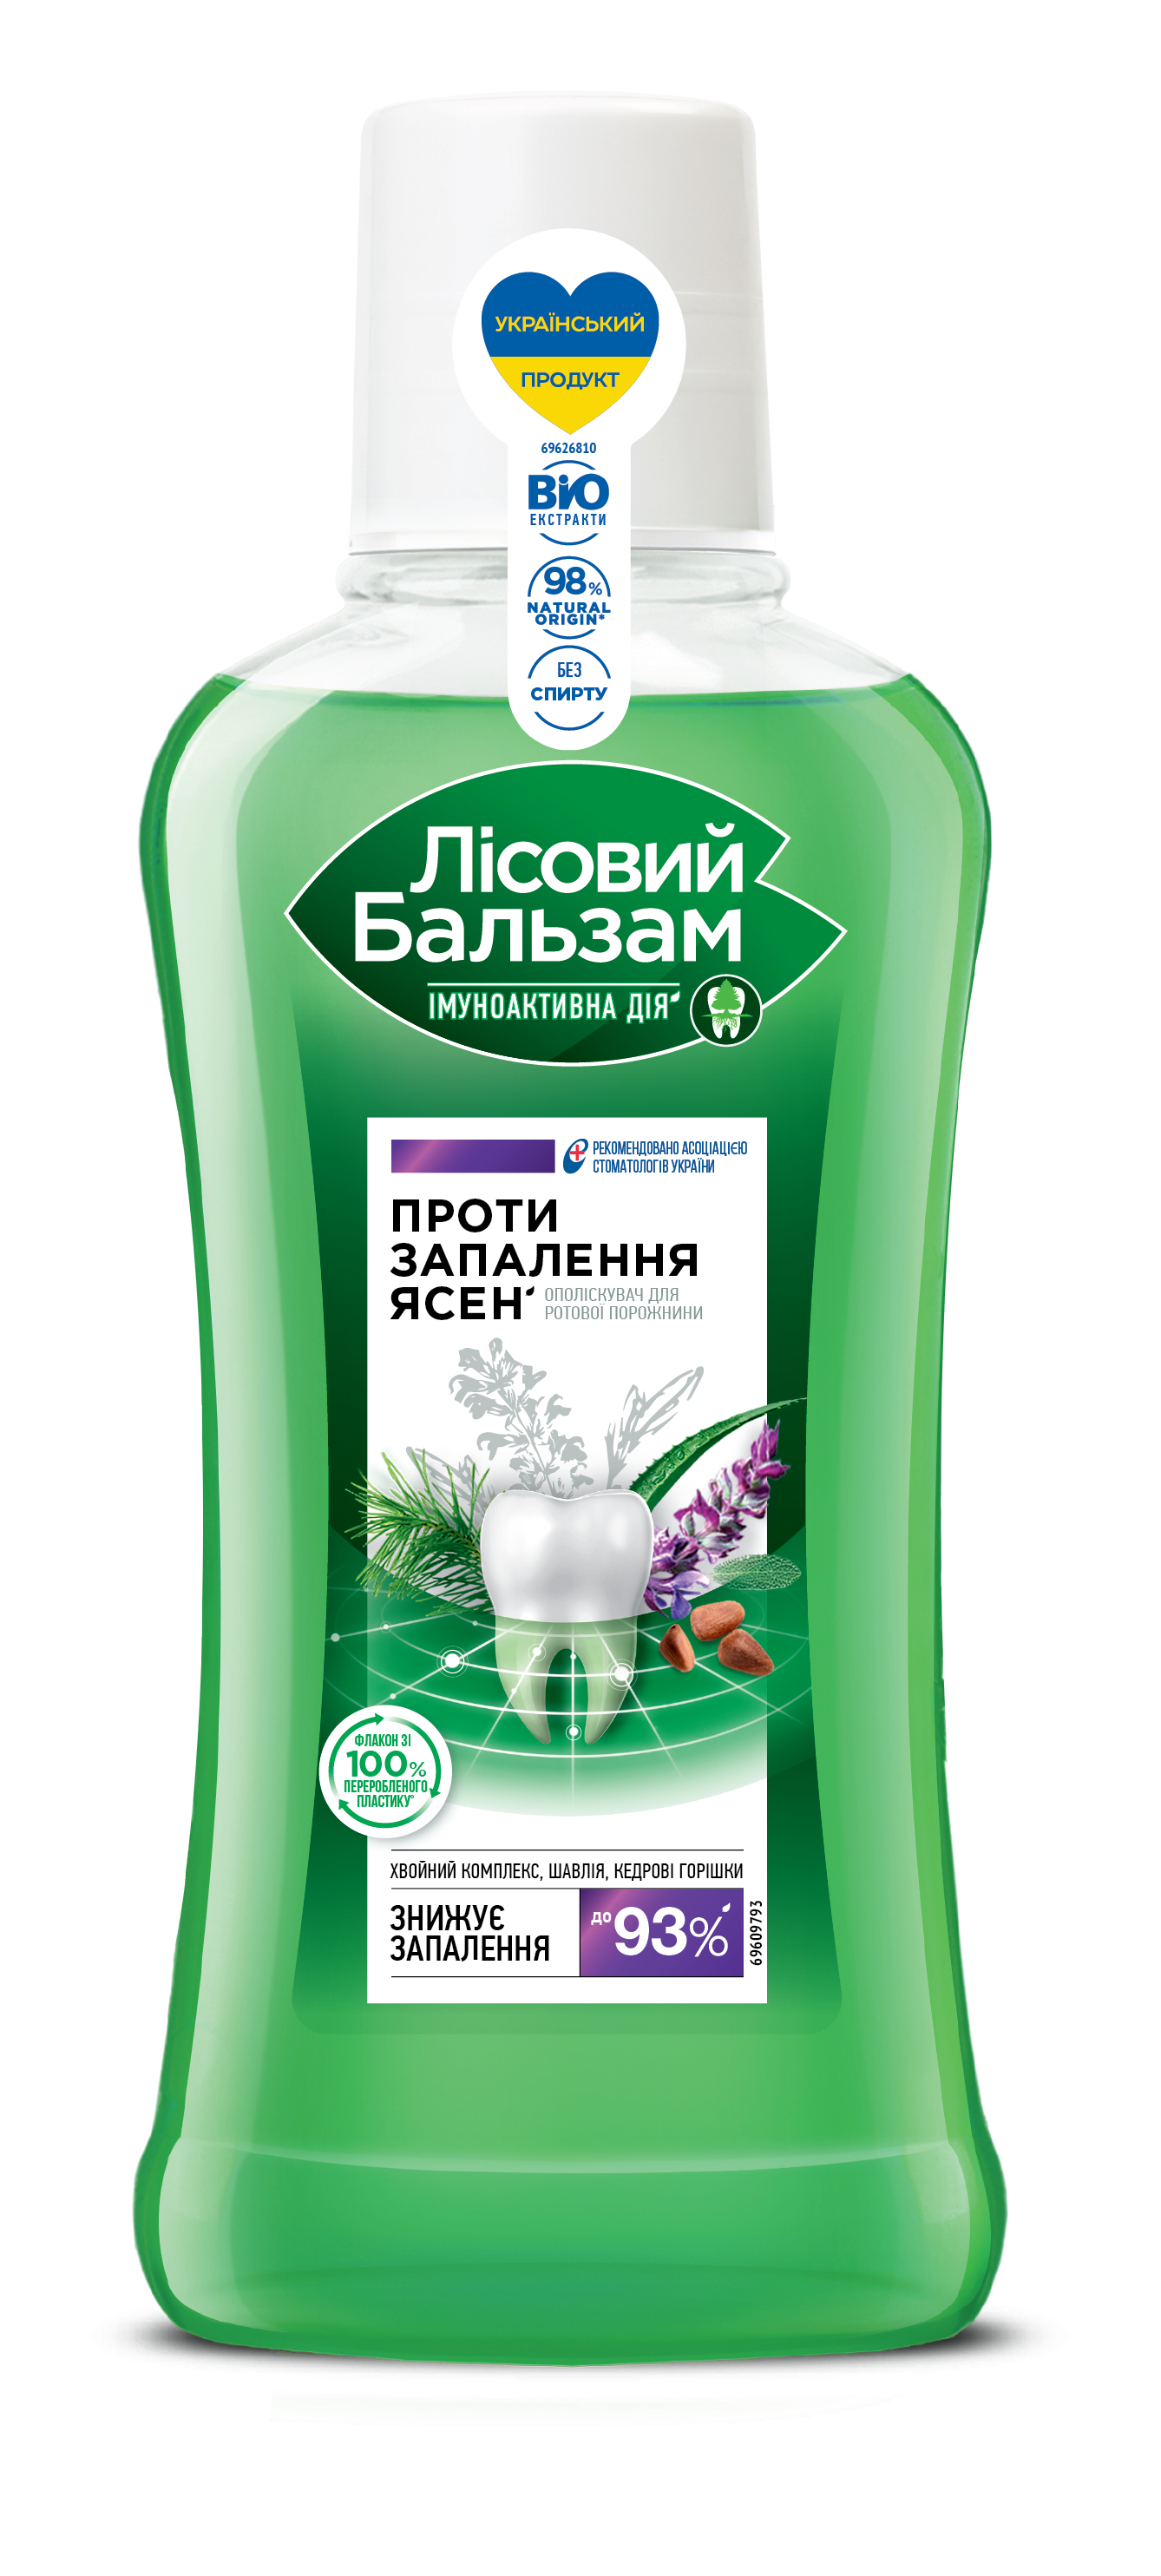 УКРАЇНСЬКИЙ
ПРОДУКТ
69626810
BіO
ЕКСТРАКТИ
98%
NATURAL
ORIGIN*
БЕЗ
СПИРТУ
Лісовий
Бальзам
ІМУНОАКТИВНА ДІЯ
РЕКОМЕНДОВАНО АСОЦІАЦІЄЮ
СТОМАТОЛОГІВ УКРАЇНИ
ПРОТИ
ЗАПАЛЕННЯ
ЯСЕН
ОПОЛІСКУВАЧ ДЛЯ
РОТОВОЇ ПОРОЖНИНИ
ФЛАКОН ЗІ
100%
ПЕРЕРОБЛЕНОГО
ПЛАСТИКУ°
ХВОЙНИЙ КОМПЛЕКС, ШАВЛІЯ, КЕДРОВІ ГОРІШКИ
ЗНИЖУЄ
ЗАПАЛЕННЯ
до 93%
69609793